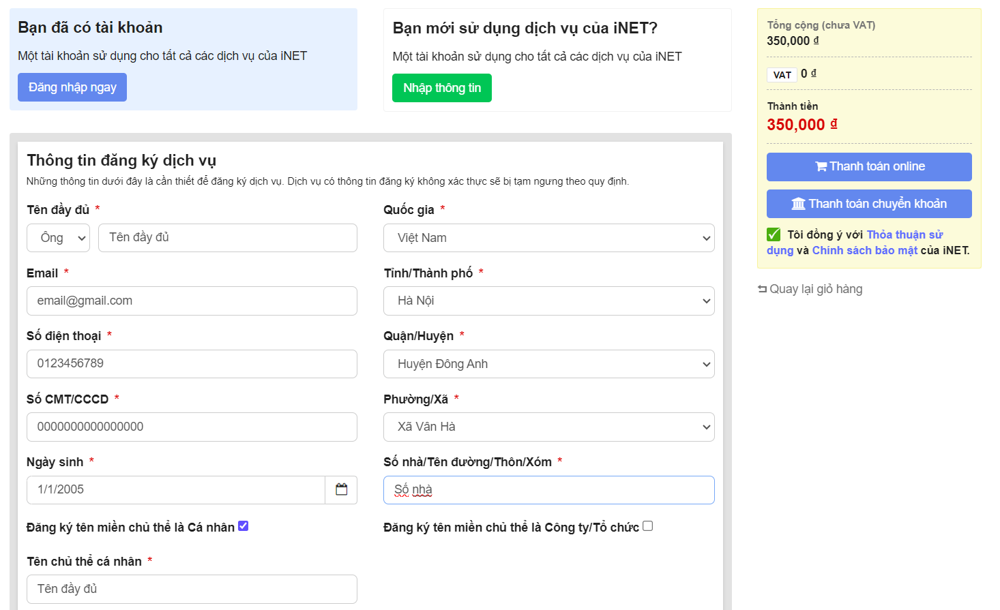 Bạn đã có tài khoản
Một tài khoản sử dụng cho tất cả các dịch vụ của iNET
Đăng nhập ngay
Bạn mới sử dụng dịch vụ của iNET?
Một tài khoản sử dụng cho tất cả các dịch vụ của iNET
Nhập thông tin
Thông tin đăng ký dịch vụ
Những thông tin dưới đây là cần thiết để đăng ký dịch vụ. Dịch vụ có thông tin đăng ký không xác thực sẽ bị tạm ngưng theo quy định.
Tên đầy đủ *
Ông
Tên đầy đủ
Quốc gia *
Việt Nam
Email *
email@gmail.com
Tỉnh/Thành phố *
Hà Nội
Số điện thoại *
0123456789
Quận/Huyện *
Huyện Đông Anh
Số CMT/CCCD *
0000000000000000
Phường/Xã *
Xã Vân Hà
Ngày sinh *
1/1/2005
Số nhà/Tên đường/Thôn/Xóm *
Số nhà
Đăng ký tên miền chủ thể là Cá nhân
Đăng ký tên miền chủ thể là Công ty/Tổ chức
Tên chủ thể cá nhân *
Tên đầy đủ
Tổng cộng (chưa VAT)
350,000 ₫
VAT 0 ₫
Thành tiền
350,000 ₫
Thanh toán online
Thanh toán chuyển khoản
Tôi đồng ý với Thỏa thuận sử
dụng và Chính sách bảo mật của iNET.
Quay lại giỏ hàng